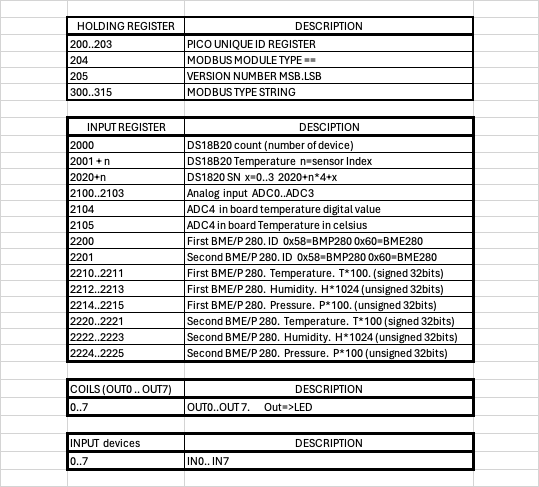 HOLDING REGISTER DESCRIPTION
200..203 PICO UNIQUE ID REGISTER
204 MODBUS MODULE TYPE ==
205 VERSION NUMBER MSB.LSB
300..315 MODBUS TYPE STRING
INPUT REGISTER DESCIPTION
2000 DS18B20 count (number of device)
2001 + n DS18B20 Temperature n=sensor Index
2020+n DS1820 SN x=0..3 2020+n*4+x
2100..2103 Analog input ADC0..ADC3
2104 ADC4 in board temperature digital value
2105 ADC4 in board Temperature in celsius
2200 First BME/P 280. ID 0x58=BMP280 0x60=BME280
2201 Second BME/P 280. ID 0x58=BMP280 0x60=BME280
2210..2211 First BME/P 280. Temperature. T*100. (signed 32bits)
2212..2213 First BME/P 280. Humidity. H*1024 (unsigned 32bits)
2214..2215 First BME/P 280. Pressure. P*100. (unsigned 32bits)
2220..2221 Second BME/P 280. Temperature. T*100 (signed 32bits)
2222..2223 Second BME/P 280. Humidity. H*1024 (unsigned 32bits)
2224..2225 Second BME/P 280. Pressure. P*100 (unsigned 32bits)
COILS (OUT0 .. OUT7) DESCRIPTION
0..7 OUT0..OUT 7. Out=>LED
INPUT devices DESCRIPTION
0..7 IN0.. IN7